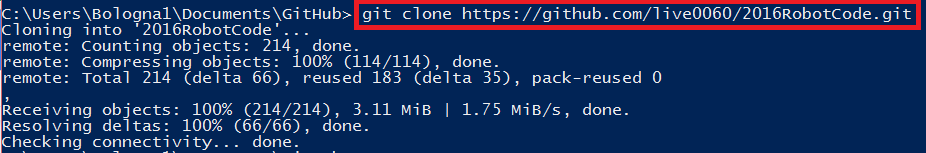 C:\Users\Bologna1\Documents\GitHub> git clone https://github.com/live0060/2016RobotCode.git
Cloning into '2016RobotCode'...
remote: Counting objects: 214, done.
remote: Compressing objects: 100% (114/114), done.
remote: Total 214 (delta 66), reused 183 (delta 35), pack-reused 0
,
Receiving objects: 100% (214/214), 3.11 MiB | 1.75 MiB/s, done.
Resolving deltas: 100% (66/66), done.
Checking connectivity... done.